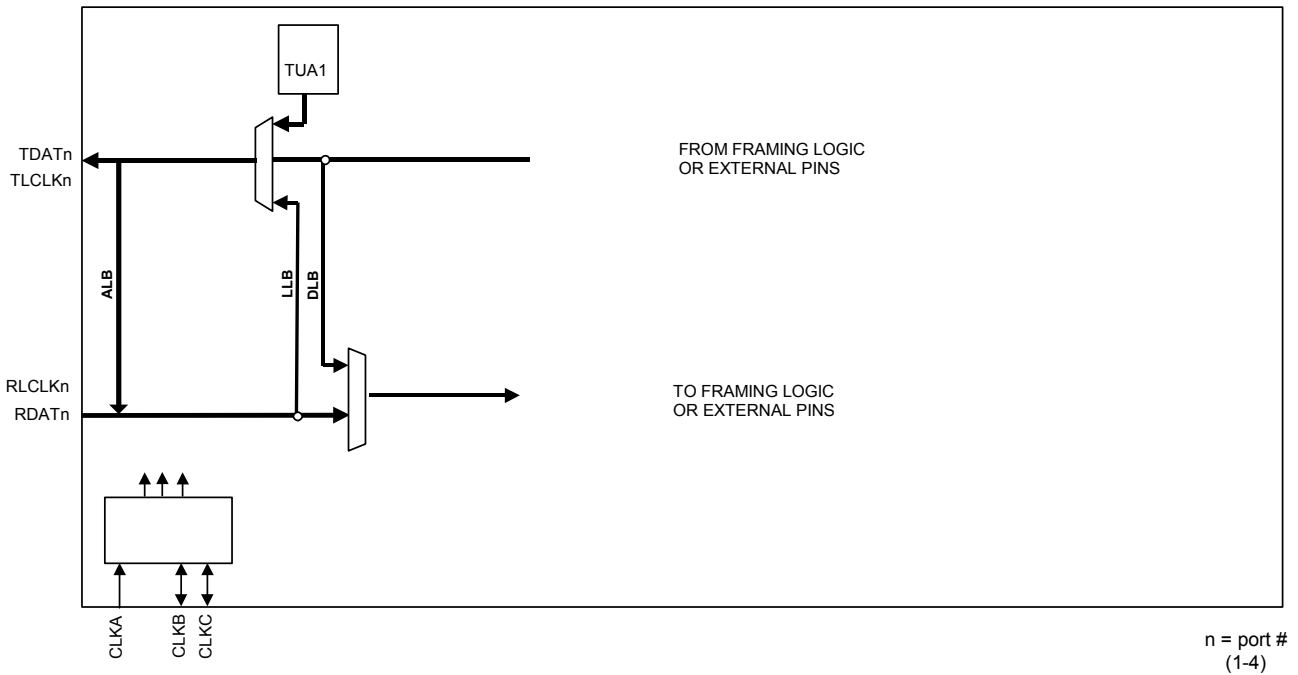 TUA1
TDATn
TLCLKn
FROM FRAMING LOGIC
OR EXTERNAL PINS
ALB
LLB
DLB
RLCLKn
RDATn
TO FRAMING LOGIC
OR EXTERNAL PINS
CLKA
CLKB
CLKC
n = port #
(1-4)